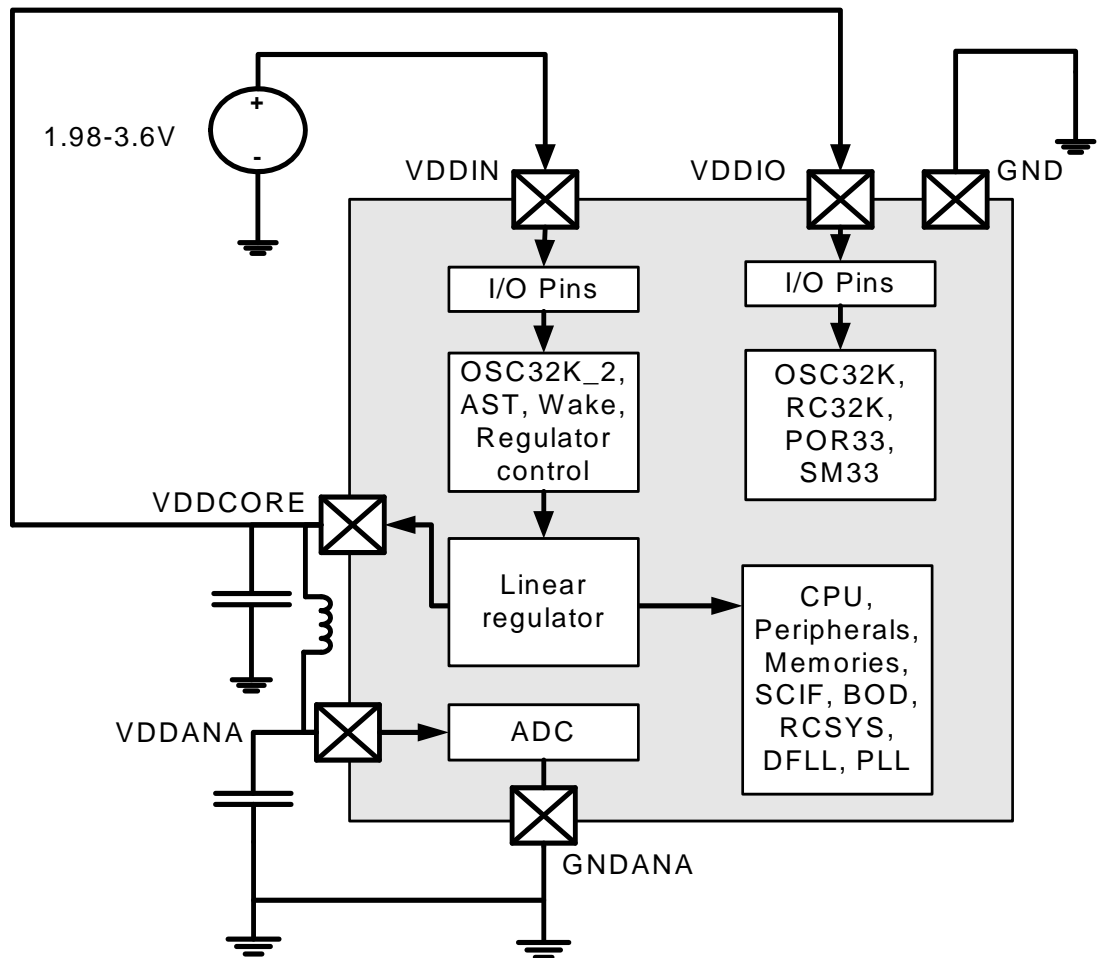 1.98-3.6V
+
-
VDDIN
VDDIO
GND
I/O Pins
I/O Pins
OSC32K_2,
AST, Wake,
Regulator
control
OSC32K,
RC32K,
POR33,
SM33
VDDCORE
Linear
regulator
CPU,
Peripherals,
Memories,
SCIF, BOD,
RCSYS,
DFLL, PLL
VDDANA
ADC
GNDANA